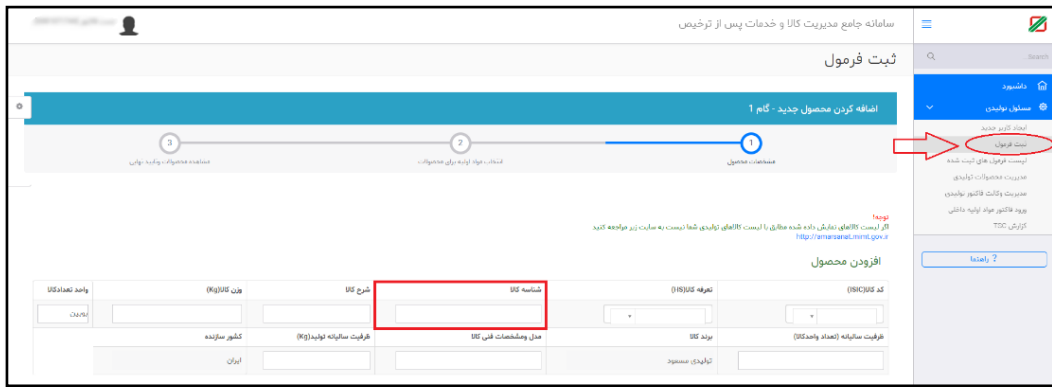 سامانه جامع مدیریت کالا و خدمات پس از ترخیص
Search
ثبت فرمول
داشبورد
مسئول تولیدی
ایجاد کاربر جدید
ثبت فرمول
لیست فرمول های ثبت شده
مدیریت محصولات تولیدی
مدیریت وکالت فاکتور تولیدی
ورود فاکتور مواد اولیه داخلی
گزارش TSC
راهنما ?
اضافه کردن محصول جدید - گام 1
1
2
3
مشخصات محصول
انتخاب مواد اولیه برای محصولات
مشاهده محصولات وتأیید نهایی
توجه!
اگر لیست کالاهای نمایش داده شده مطابق با لیست کالاهای تولیدی شما نیست به سایت زیر مراجعه کنید
http://amarsanat.mimt.gov.ir
افزودن محصول
کد کالا(ISIC) تعرفه کالا(HS) شناسه کالا شرح کالا وزن کالا(Kg) واحد تعدادکالا
ظرفیت سالیانه (تعداد واحدکالا) برند کالا مدل ومشخصات فنی کالا ظرفیت سالیانه تولید(Kg) کشور سازنده
تولیدی مسعود ایران